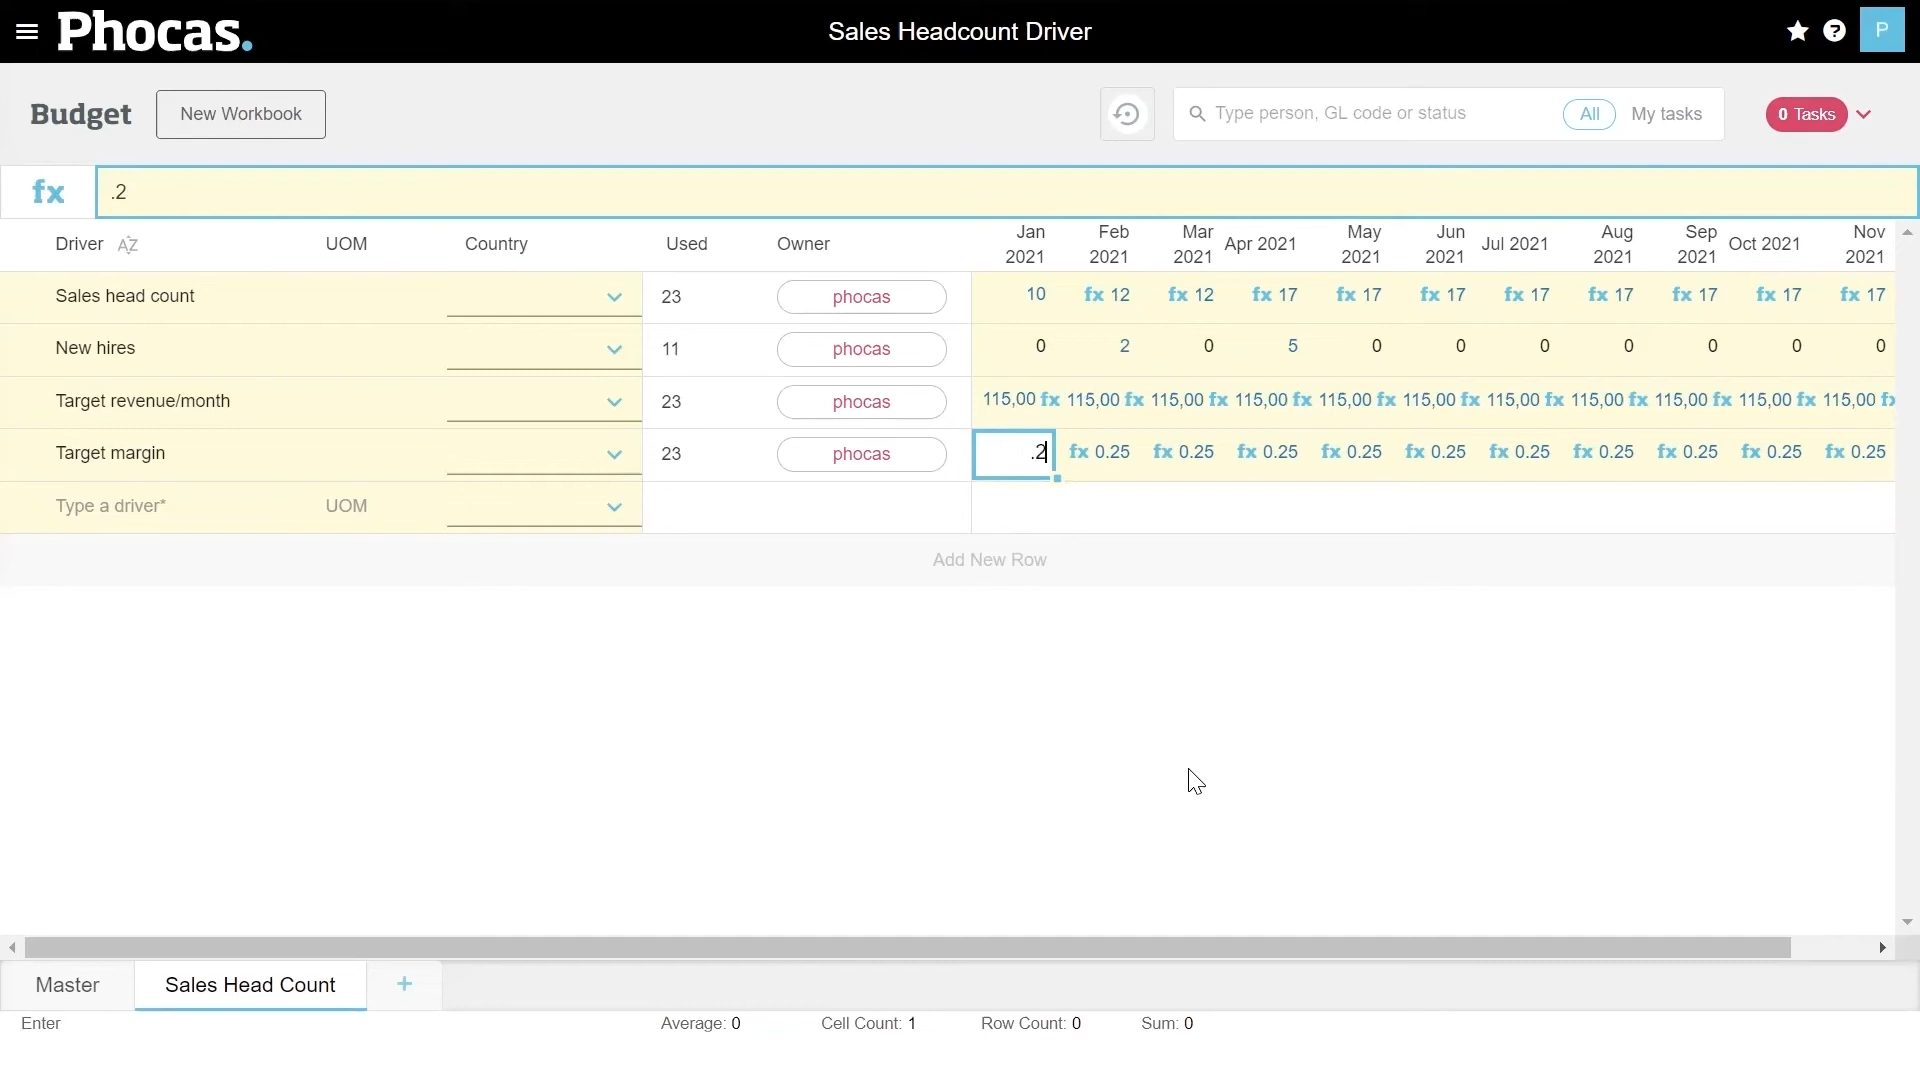 Phocas.
Sales Headcount Driver
?
P
Budget
New Workbook
Type person, GL code or status
All
My tasks
0 Tasks
fx
.2
Driver AZ UOM Country Used Owner Jan 2021 Feb 2021 Mar 2021 Apr 2021 May 2021 Jun 2021 Jul 2021 Aug 2021 Sep 2021 Oct 2021 Nov 2021
Sales head count 23 phocas 10 fx 12 fx 12 fx 17 fx 17 fx 17 fx 17 fx 17 fx 17 fx 17 fx 17
New hires 11 phocas 0 2 0 5 0 0 0 0 0 0 0
Target revenue/month 23 phocas 115,00 fx 115,00 fx 115,00 fx 115,00 fx 115,00 fx 115,00 fx 115,00 fx 115,00 fx 115,00 fx 115,00 fx 115,00 fx
Target margin 23 phocas .2 fx 0.25 fx 0.25 fx 0.25 fx 0.25 fx 0.25 fx 0.25 fx 0.25 fx 0.25 fx 0.25 fx 0.25
Type a driver* UOM
Add New Row
Master Sales Head Count +
Enter Average: 0 Cell Count: 1 Row Count: 0 Sum: 0